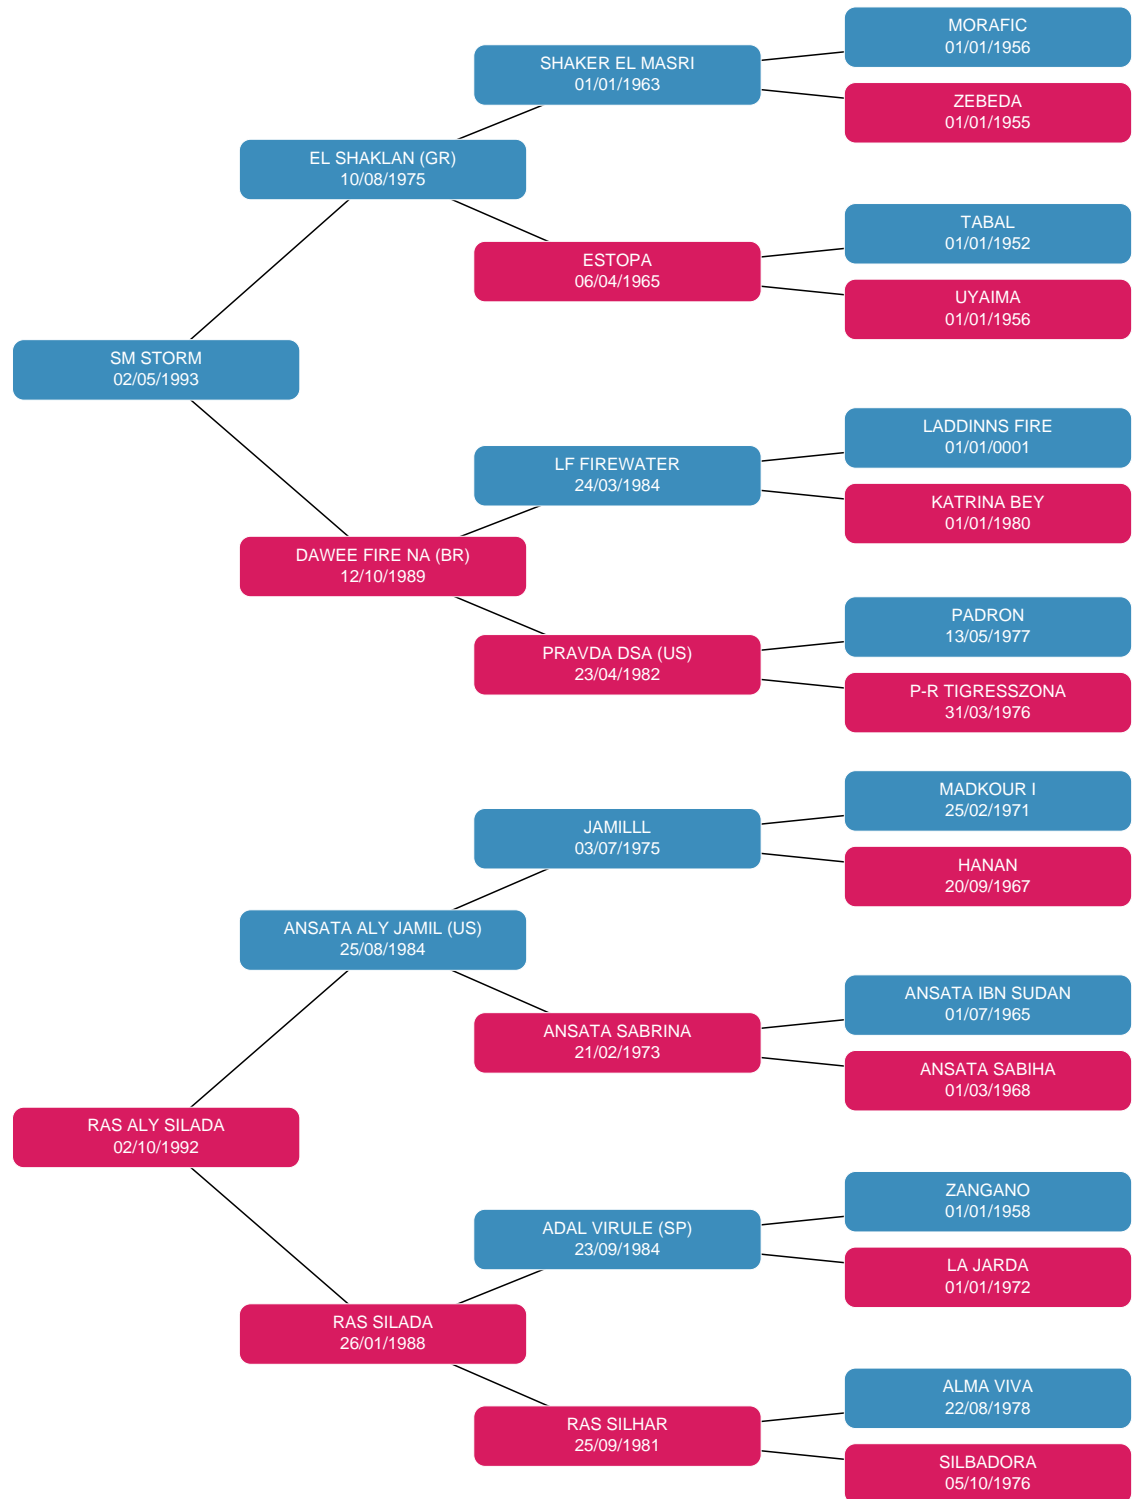 MORAFIC
01/01/1956
SHAKER EL MASRI
01/01/1963
ZEBEDA
01/01/1955
EL SHAKLAN (GR)
10/08/1975
TABAL
01/01/1952
ESTOPA
06/04/1965
UYAIMA
01/01/1956
SM STORM
02/05/1993
LADDINNS FIRE
01/01/0001
LF FIREWATER
24/03/1984
KATRINA BEY
01/01/1980
DAWEE FIRE NA (BR)
12/10/1989
PADRON
13/05/1977
PRAVDA DSA (US)
23/04/1982
P-R TIGRESSZONA
31/03/1976
MADKOUR I
25/02/1971
JAMILLL
03/07/1975
HANAN
20/09/1967
ANSATA ALY JAMIL (US)
25/08/1984
ANSATA IBN SUDAN
01/07/1965
ANSATA SABRINA
21/02/1973
ANSATA SABIHA
01/03/1968
RAS ALY SILADA
02/10/1992
ZANGANO
01/01/1958
ADAL VIRULE (SP)
23/09/1984
LA JARDA
01/01/1972
RAS SILADA
26/01/1988
ALMA VIVA
22/08/1978
RAS SILHAR
25/09/1981
SILBADORA
05/10/1976